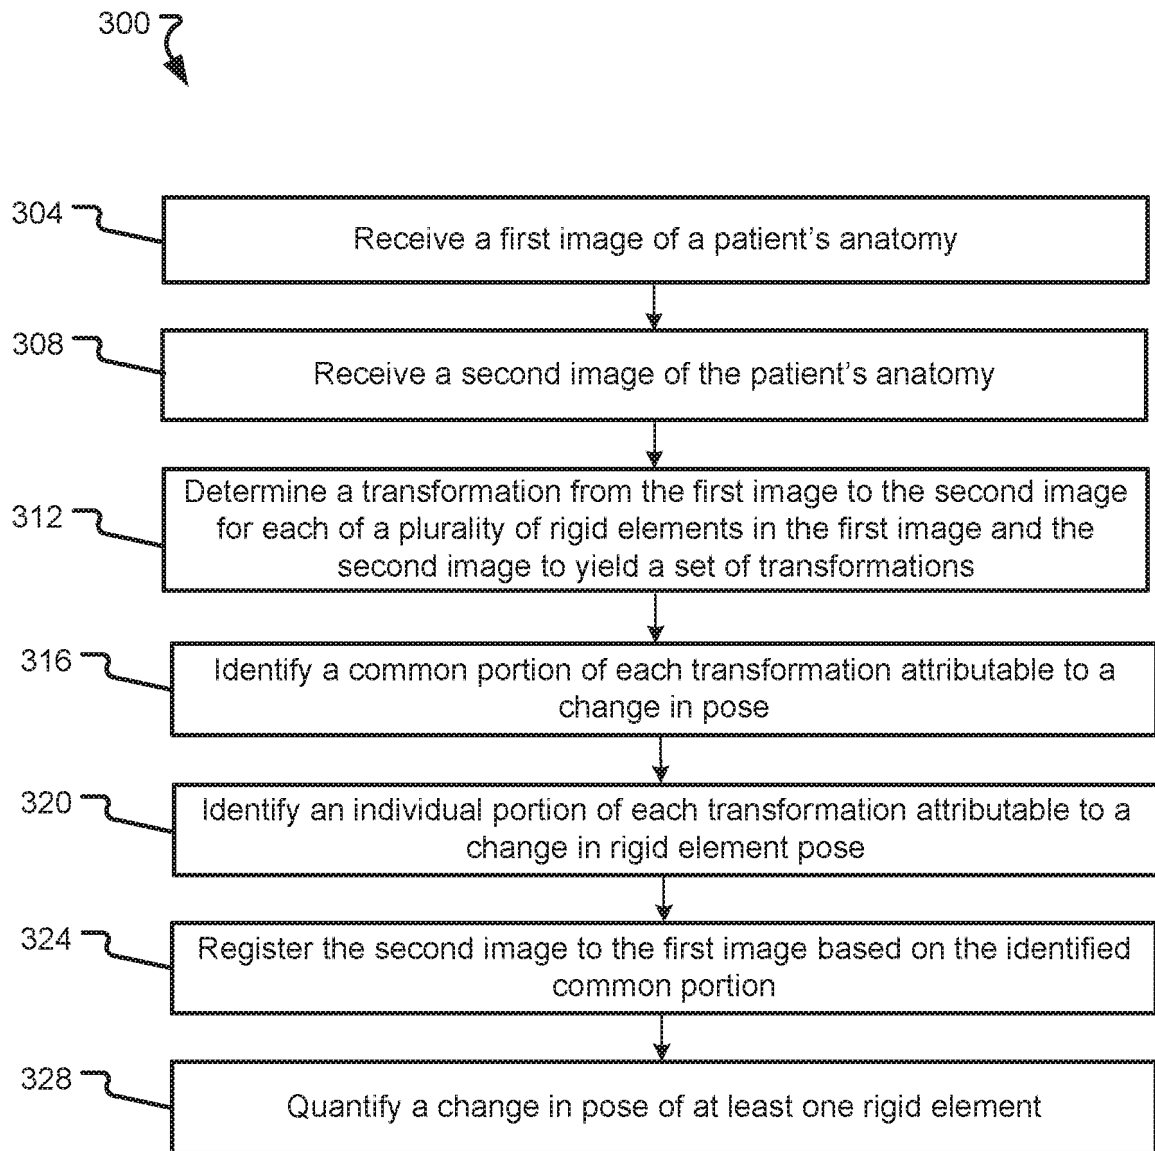 300
304
Receive a first image of a patient's anatomy
308
Receive a second image of the patient's anatomy
312
Determine a transformation from the first image to the second image
for each of a plurality of rigid elements in the first image and the
second image to yield a set of transformations
316
Identify a common portion of each transformation attributable to a
change in pose
320
Identify an individual portion of each transformation attributable to a
change in rigid element pose
324
Register the second image to the first image based on the identified
common portion
328
Quantify a change in pose of at least one rigid element